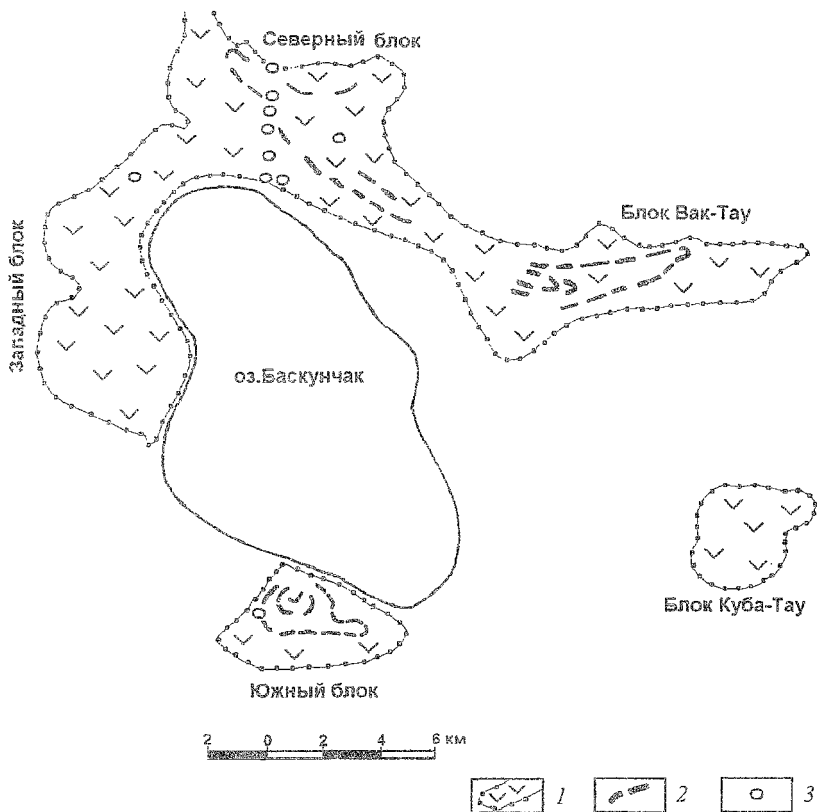 Северный блок
Блок Вак-Тау
Западный блок
оз.Баскунчак
Блок Куба-Тау
Южный блок
2 0 2 4 6 км
1 2 3